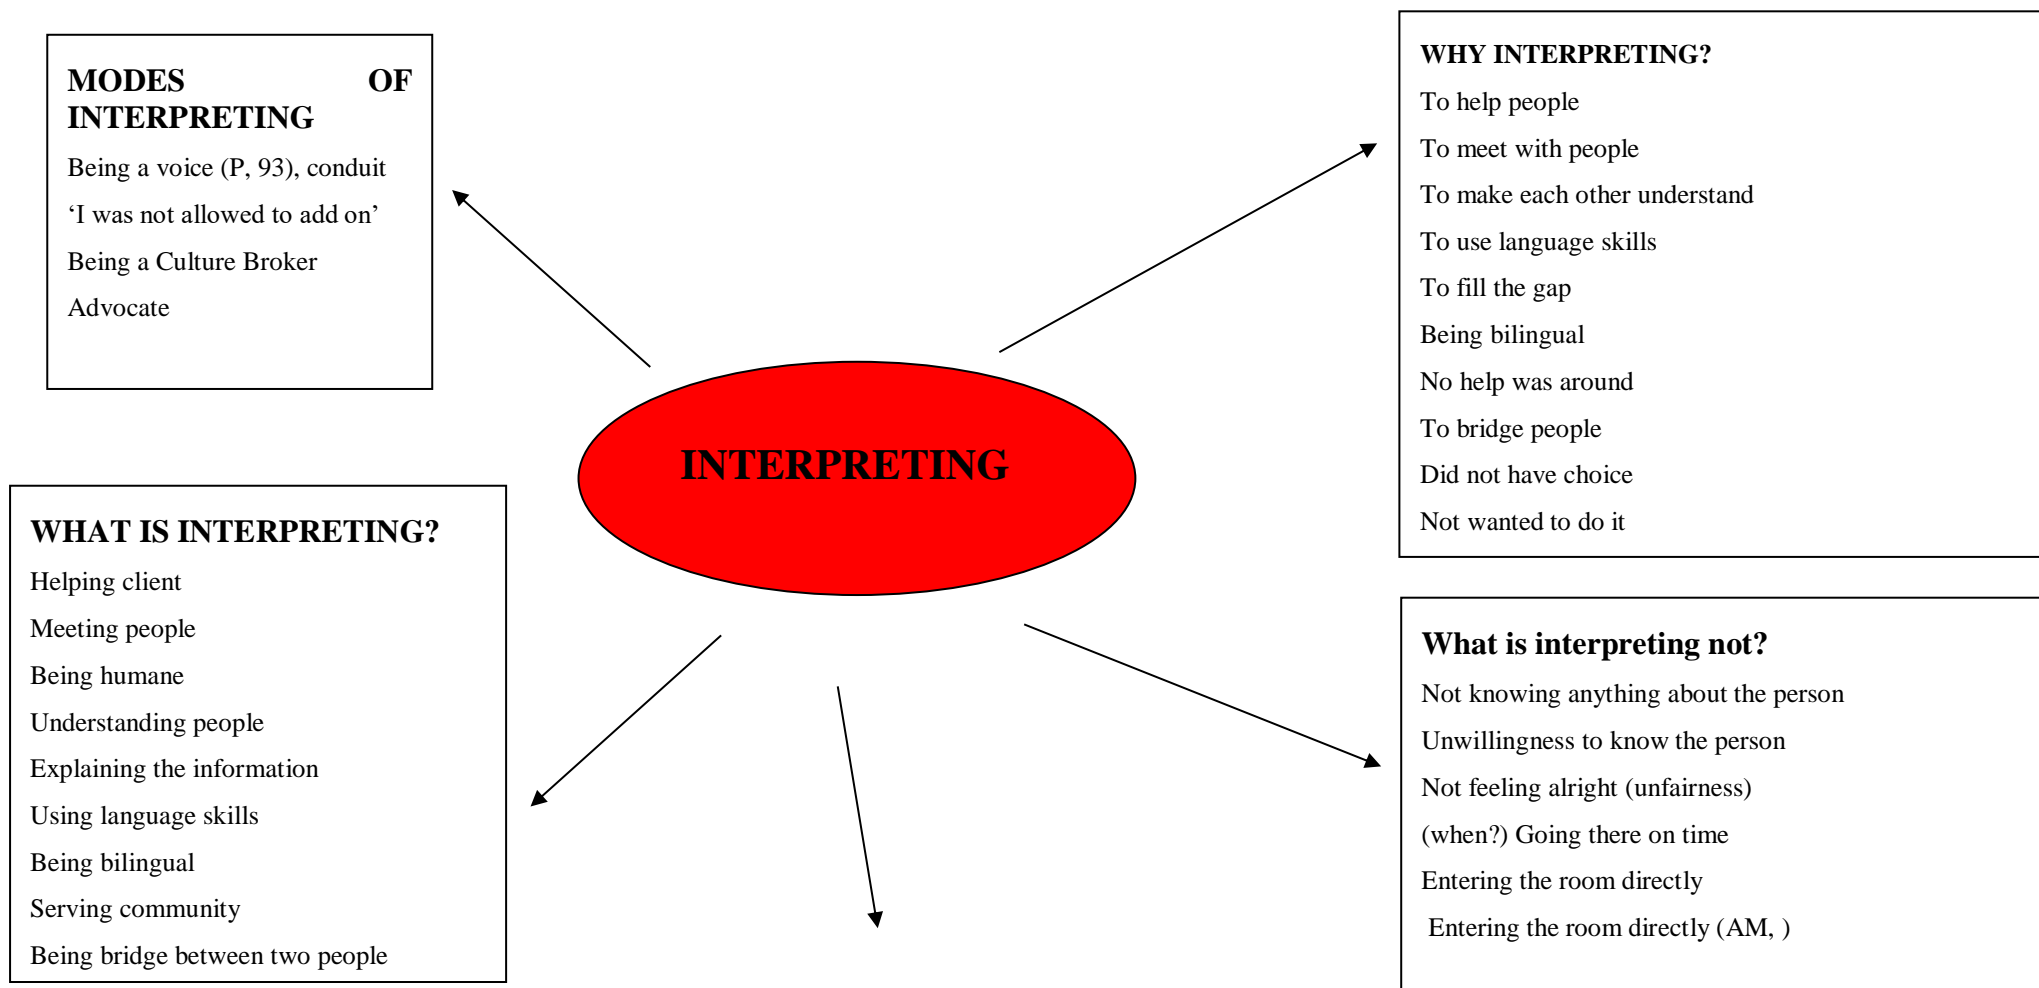 MODES OF
INTERPRETING
Being a voice (P, 93), conduit
‘I was not allowed to add on’
Being a Culture Broker
Advocate
WHY INTERPRETING?
To help people
To meet with people
To make each other understand
To use language skills
To fill the gap
Being bilingual
No help was around
To bridge people
Did not have choice
Not wanted to do it
INTERPRETING
WHAT IS INTERPRETING?
Helping client
Meeting people
Being humane
Understanding people
Explaining the information
Using language skills
Being bilingual
Serving community
Being bridge between two people
What is interpreting not?
Not knowing anything about the person
Unwillingness to know the person
Not feeling alright (unfairness)
(when?) Going there on time
Entering the room directly
Entering the room directly (AM, )